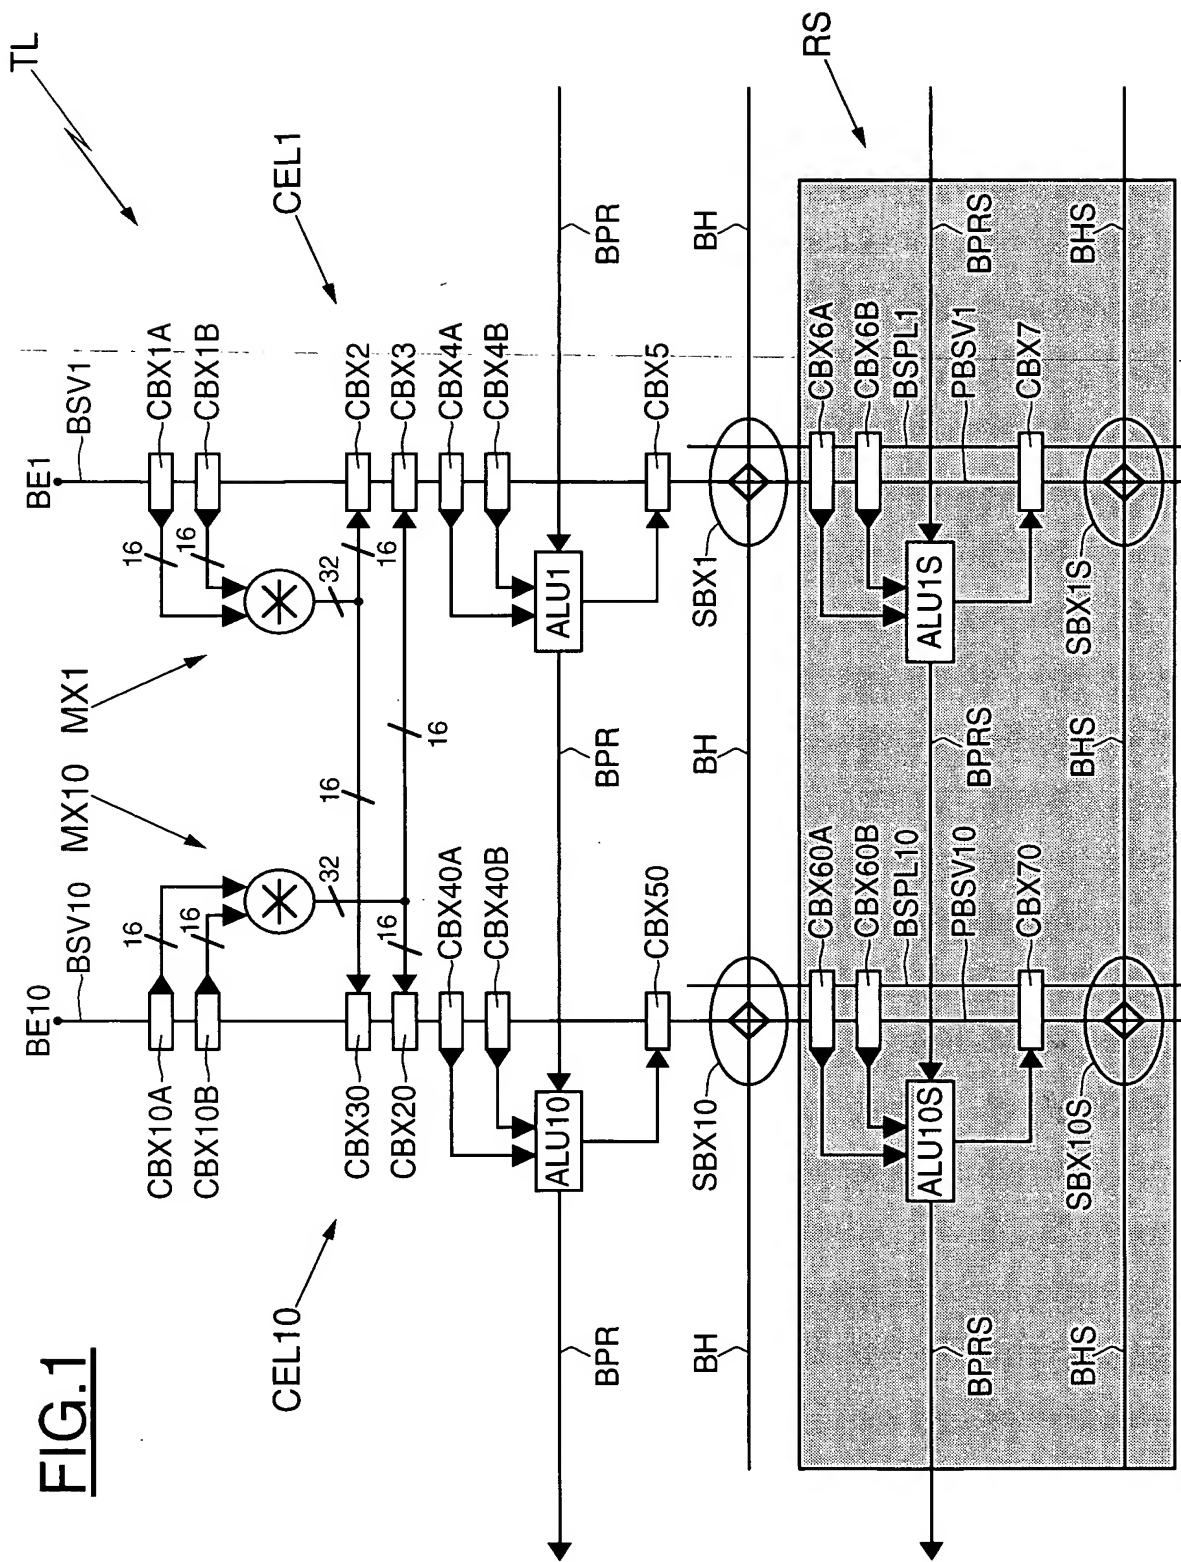 TL
BE10
BE1
FIG.1
BSV10
MX10
MX1
BSV1
CBX10A
16
16
CBX1A
CBX10B
16
16
CBX1B
CEL10
CEL1
32
32
CBX30
16
16
CBX2
CBX20
16
16
CBX3
CBX40A
CBX4A
CBX40B
CBX4B
ALU10
ALU1
BPR
BPR
BPR
CBX50
CBX5
SBX10
SBX1
BH
BH
BH
RS
CBX60A
CBX6A
CBX60B
CBX6B
BSPL10
BSPL1
ALU10S
ALU1S
PBSV10
PBSV1
BPRS
BPRS
BPRS
CBX70
CBX7
SBX10S
SBX1S
BHS
BHS
BHS